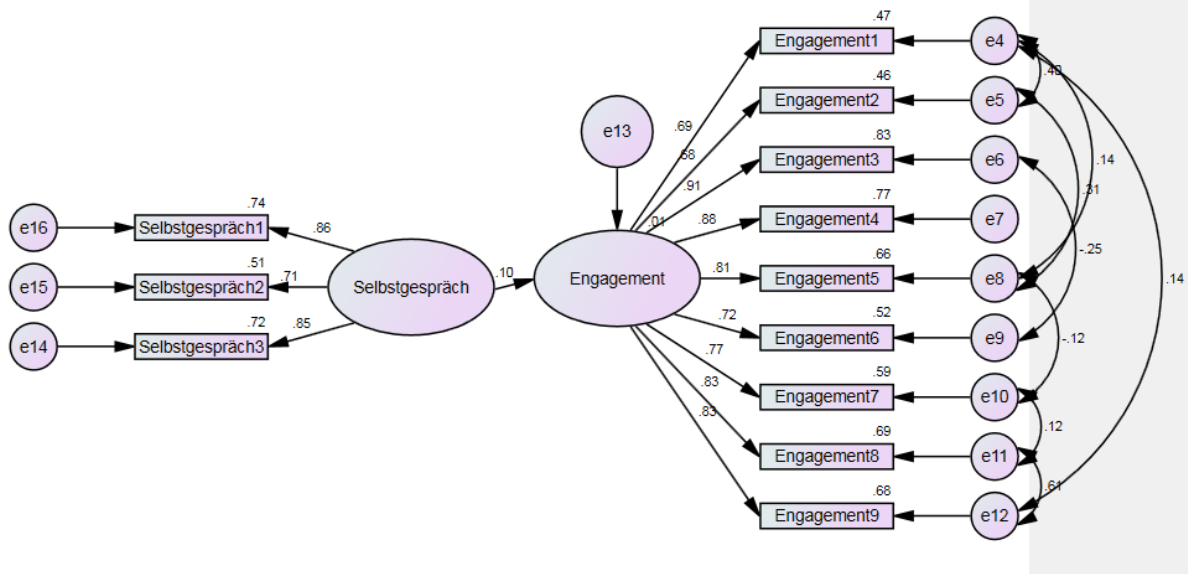 .47
Engagement1
e4
.40
.46
Engagement2
e5
e13
.69
.68
.83
Engagement3
e6
.14
.91
.31
.77
Engagement4
e7
.88
.01
.74
e16
Selbstgespräch1
.86
.66
-.25
Engagement
.81
Engagement5
e8
.14
.51
e15
Selbstgespräch2
.71
Selbstgespräch
.10
.72
.52
Engagement6
e9
-.12
.72
e14
Selbstgespräch3
.85
.77
.59
Engagement7
e10
.83
.12
.83
.69
Engagement8
e11
.61
.68
Engagement9
e12